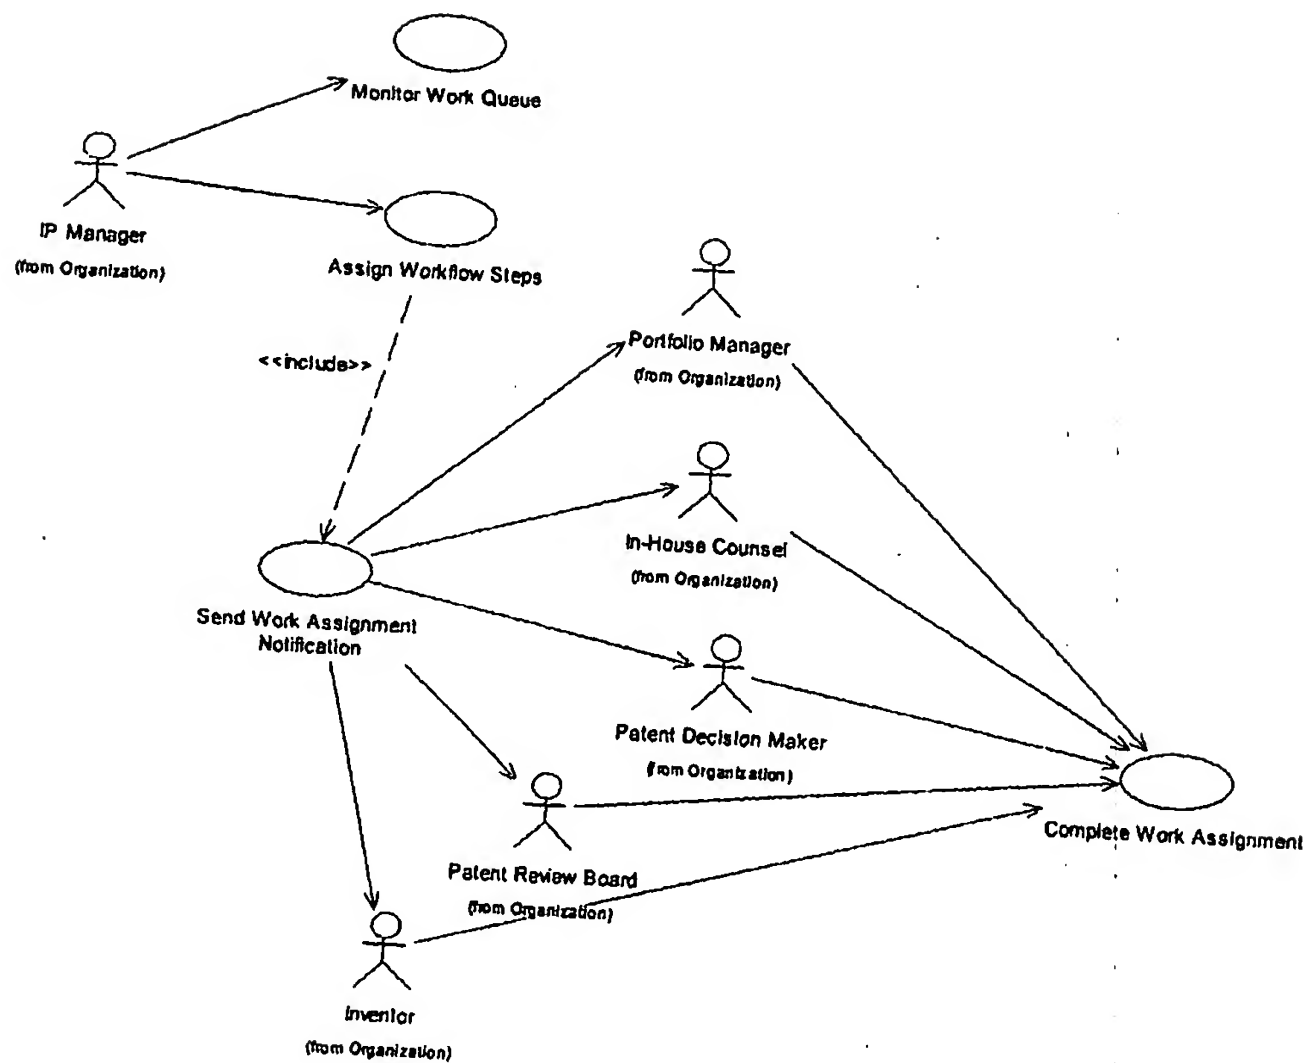 Monitor Work Queue
IP Manager
(from Organization)
Assign Workflow Steps
<<include>>
Portfolio Manager
(from Organization)
In-House Counsel
(from Organization)
Send Work Assignment
Notification
Patent Decision Maker
(from Organization)
Complete Work Assignment
Patent Review Board
(from Organization)
Inventor
(from Organization)